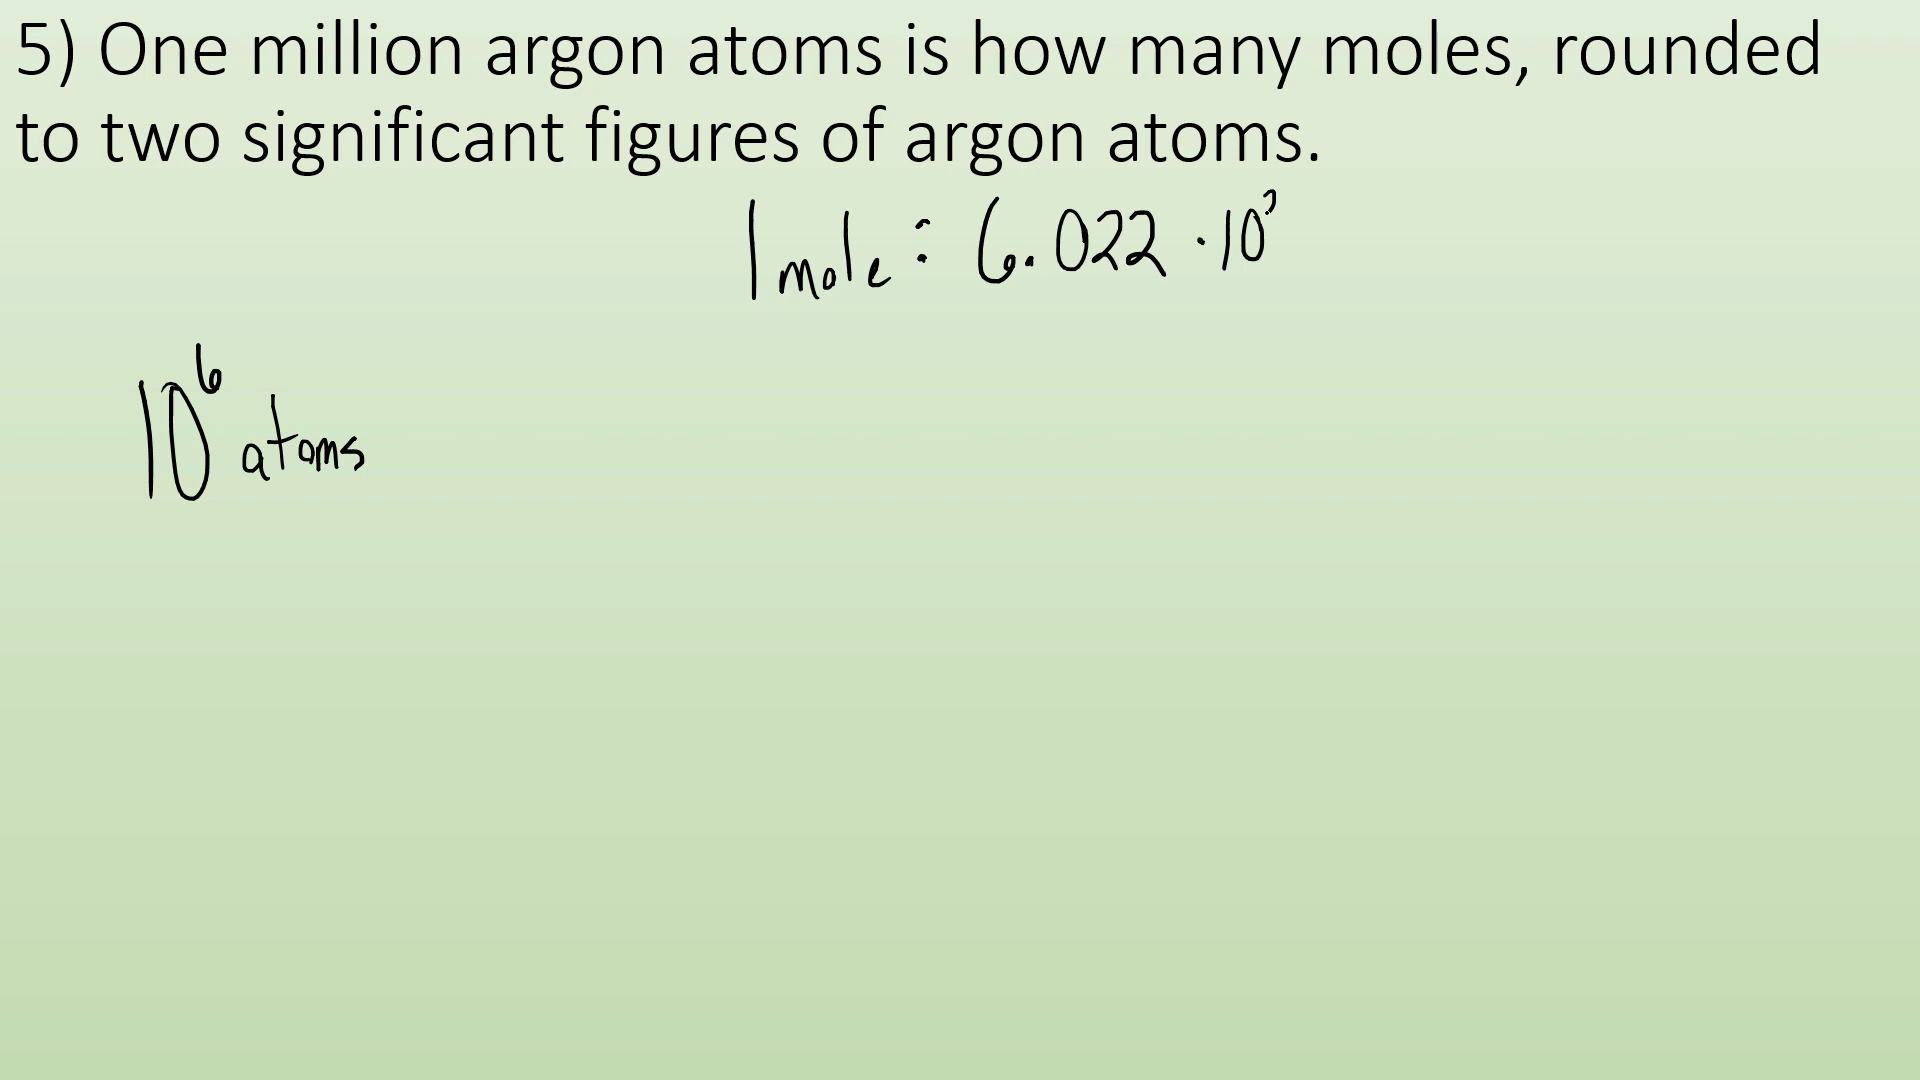 5) One million argon atoms is how many moles, rounded
to two significant figures of argon atoms.
1 mole : 6.022 · 10
10⁶ atoms